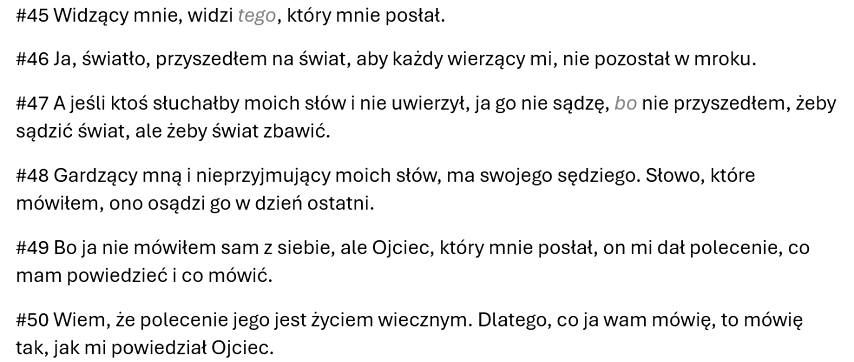 #45 Widzący mnie, widzi tego, który mnie posłał.
#46 Ja, światło, przyszedłem na świat, aby każdy wierzący mi, nie pozostał w mroku.
#47 A jeśli ktoś słuchałby moich słów i nie uwierzył, ja go nie sądzę, bo nie przyszedłem, żeby
sądzić świat, ale żeby świat zbawić.
#48 Gardzący mną i nieprzyjmujący moich słów, ma swojego sędziego. Słowo, które
mówiłem, ono osądzi go w dzień ostatni.
#49 Bo ja nie mówiłem sam z siebie, ale Ojciec, który mnie posłał, on mi dał polecenie, co
mam powiedzieć i co mówić.
#50 Wiem, że polecenie jego jest życiem wiecznym. Dlatego, co ja wam mówię, to mówię
tak, jak mi powiedział Ojciec.